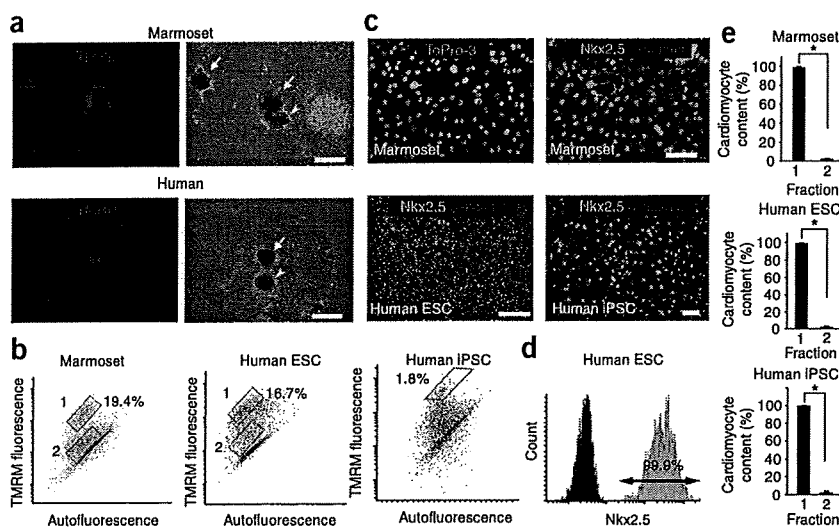 a
Marmoset
Human
b
Marmoset
1
2
19.4%
TMRM fluorescence
Autofluorescence
Human ESC
1
2
16.7%
TMRM fluorescence
Autofluorescence
Human iPSC
1.8%
TMRM fluorescence
Autofluorescence
c
ToPro-3
Marmoset
Nkx2.5
Marmoset
Nkx2.5
Human ESC
Nkx2.5
Human iPSC
d
Human ESC
Count
99.9%
Nkx2.5
e
Marmoset
*
Cardiomyocyte content (%)
100
80
60
40
20
0
1 2
Fraction
Human ESC
*
Cardiomyocyte content (%)
100
80
60
40
20
0
1 2
Fraction
Human iPSC
*
Cardiomyocyte content (%)
100
80
60
40
20
0
1 2
Fraction